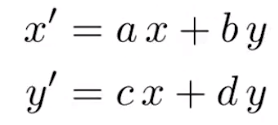 x′ = a x + b y
y′ = c x + d y